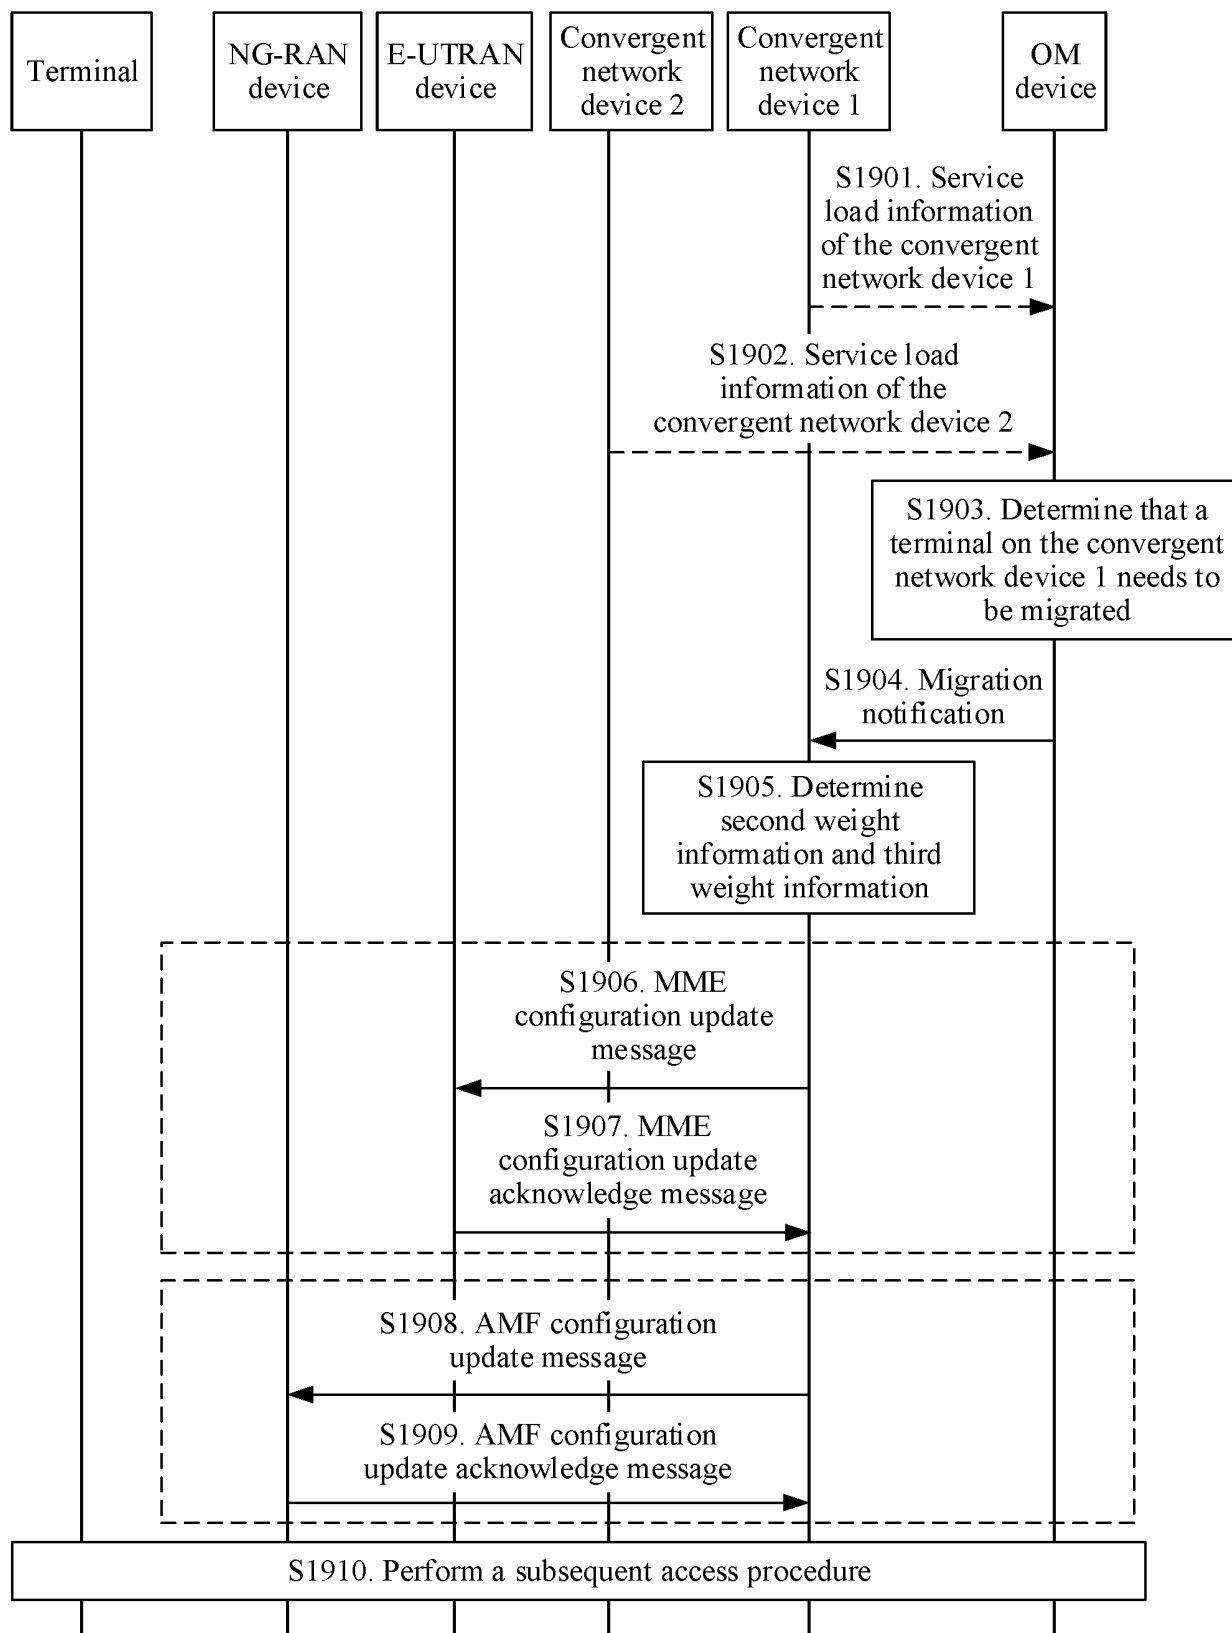 Terminal
NG-RAN
device
E-UTRAN
device
Convergent
network
device 2
Convergent
network
device 1
OM
device
S1901. Service
load information
of the convergent
network device 1
S1902. Service load
information of the
convergent network device 2
S1903. Determine that a
terminal on the convergent
network device 1 needs to
be migrated
S1904. Migration
notification
S1905. Determine
second weight
information and third
weight information
S1906. MME
configuration update
message
S1907. MME
configuration update
acknowledge message
S1908. AMF configuration
update message
S1909. AMF configuration
update acknowledge message
S1910. Perform a subsequent access procedure